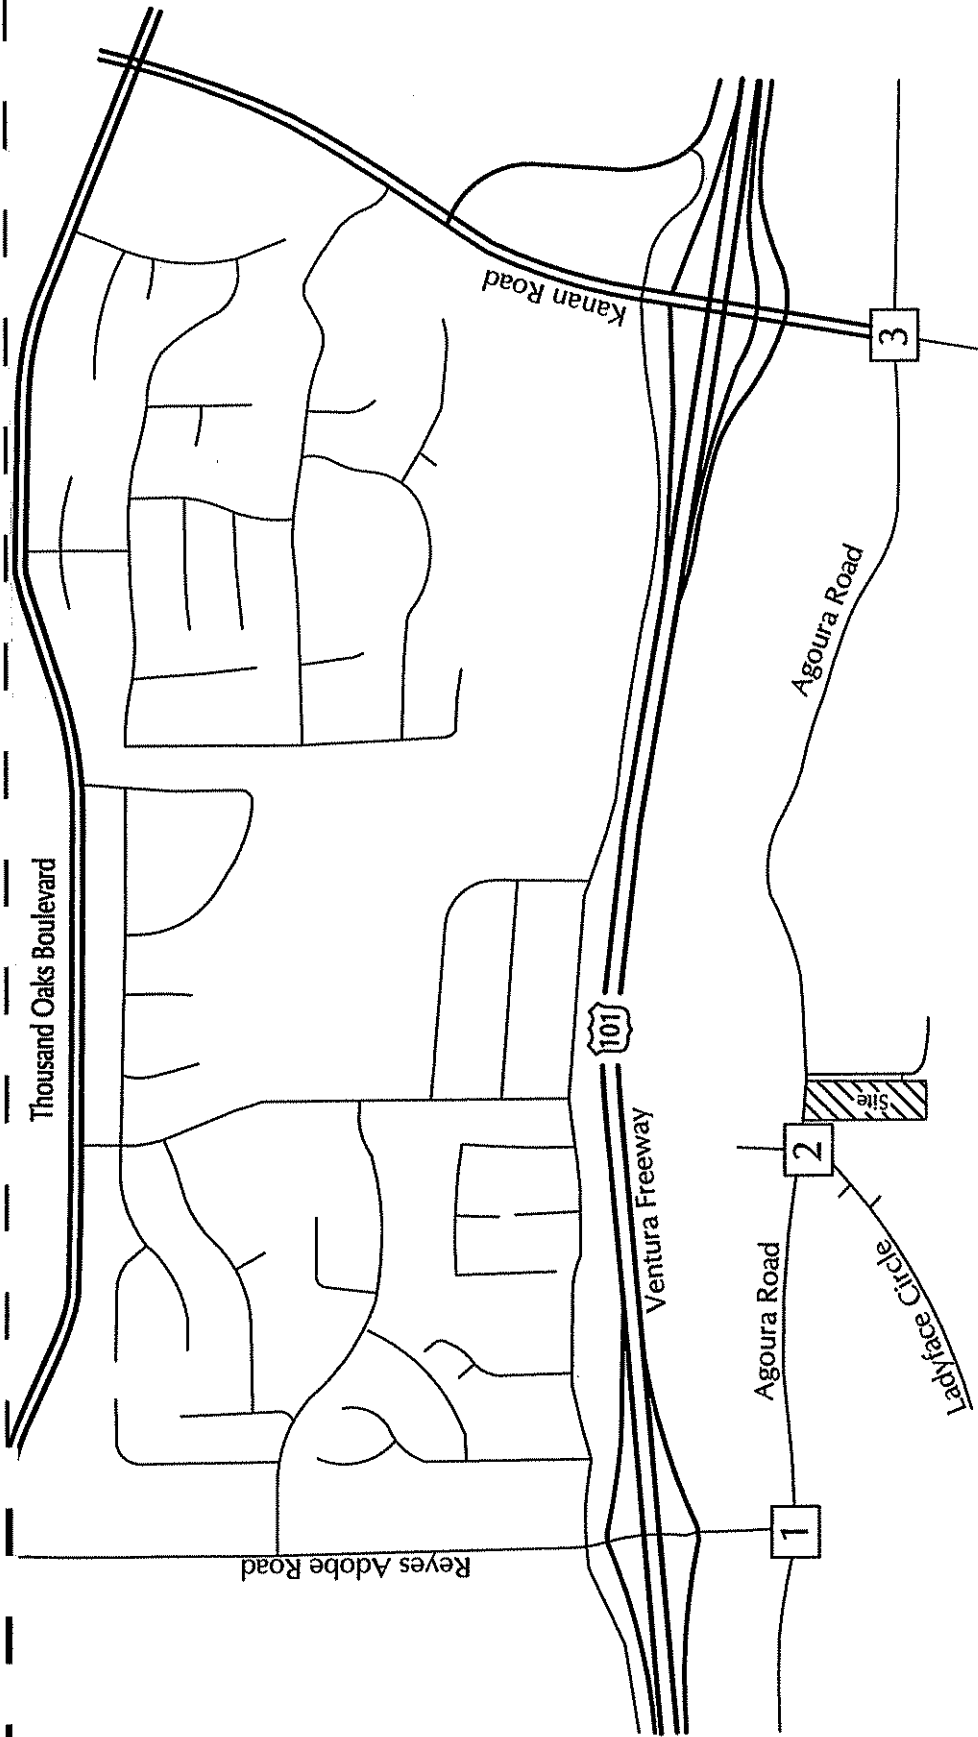 Thousand Oaks Boulevard
Kanan Road
Reyes Adobe Road
101
Ventura Freeway
Agoura Road
Agoura Road
Ladyface Circle
Site
1
2
3